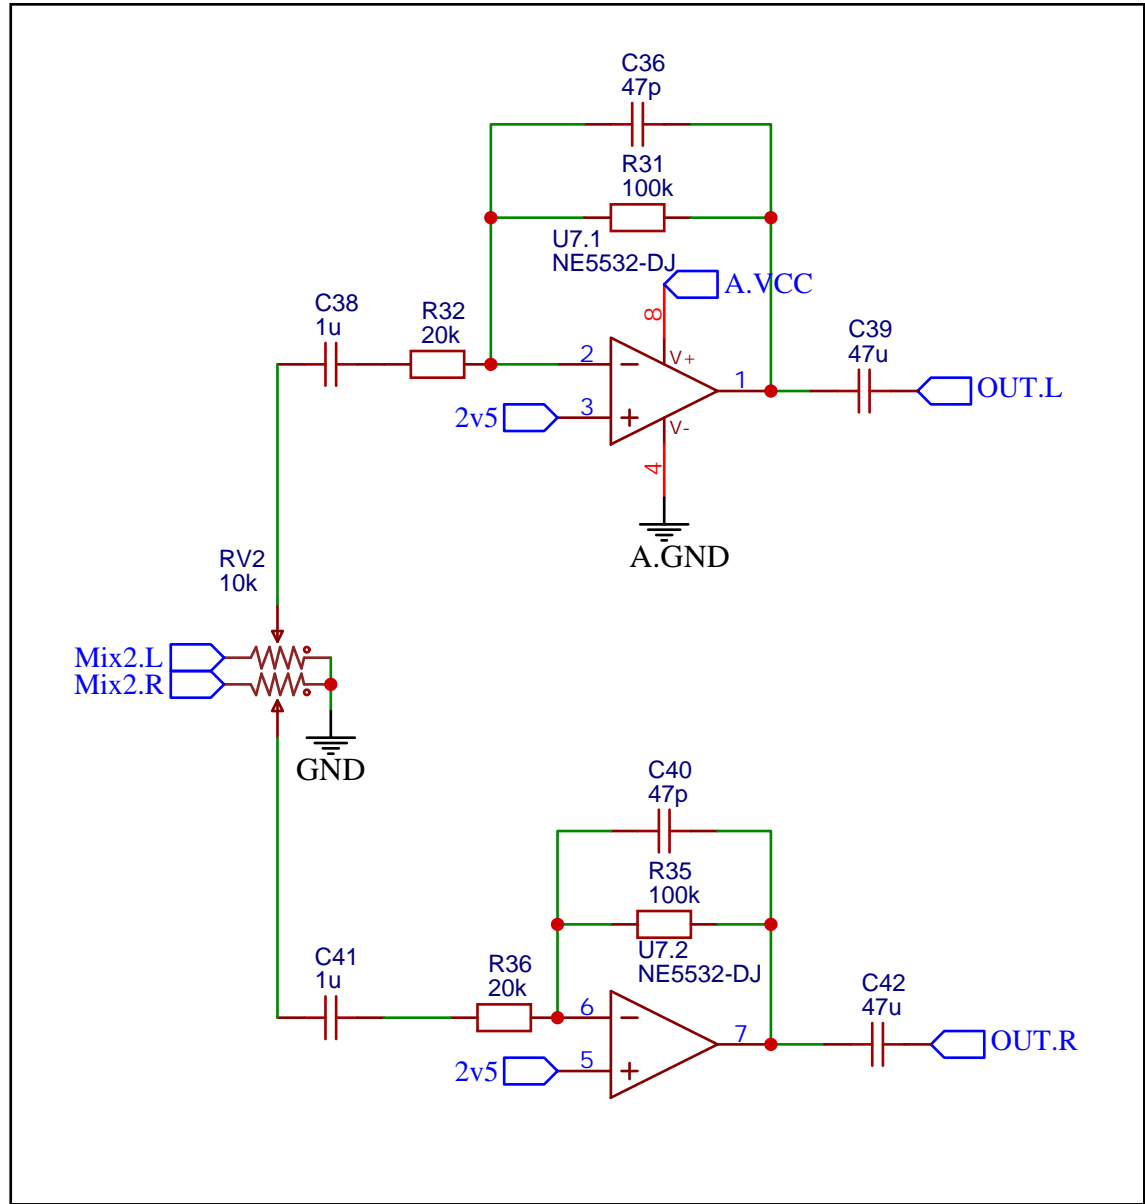 C36
47p
R31
100k
U7.1
NE5532-DJ
A.VCC
8
C38
1u
R32
20k
C39
47u
2
V+
1
OUT.L
2v5
3
V-
4
A.GND
RV2
10k
Mix2.L
Mix2.R
GND
C40
47p
R35
100k
U7.2
NE5532-DJ
C41
1u
R36
20k
C42
47u
6
7
OUT.R
2v5
5